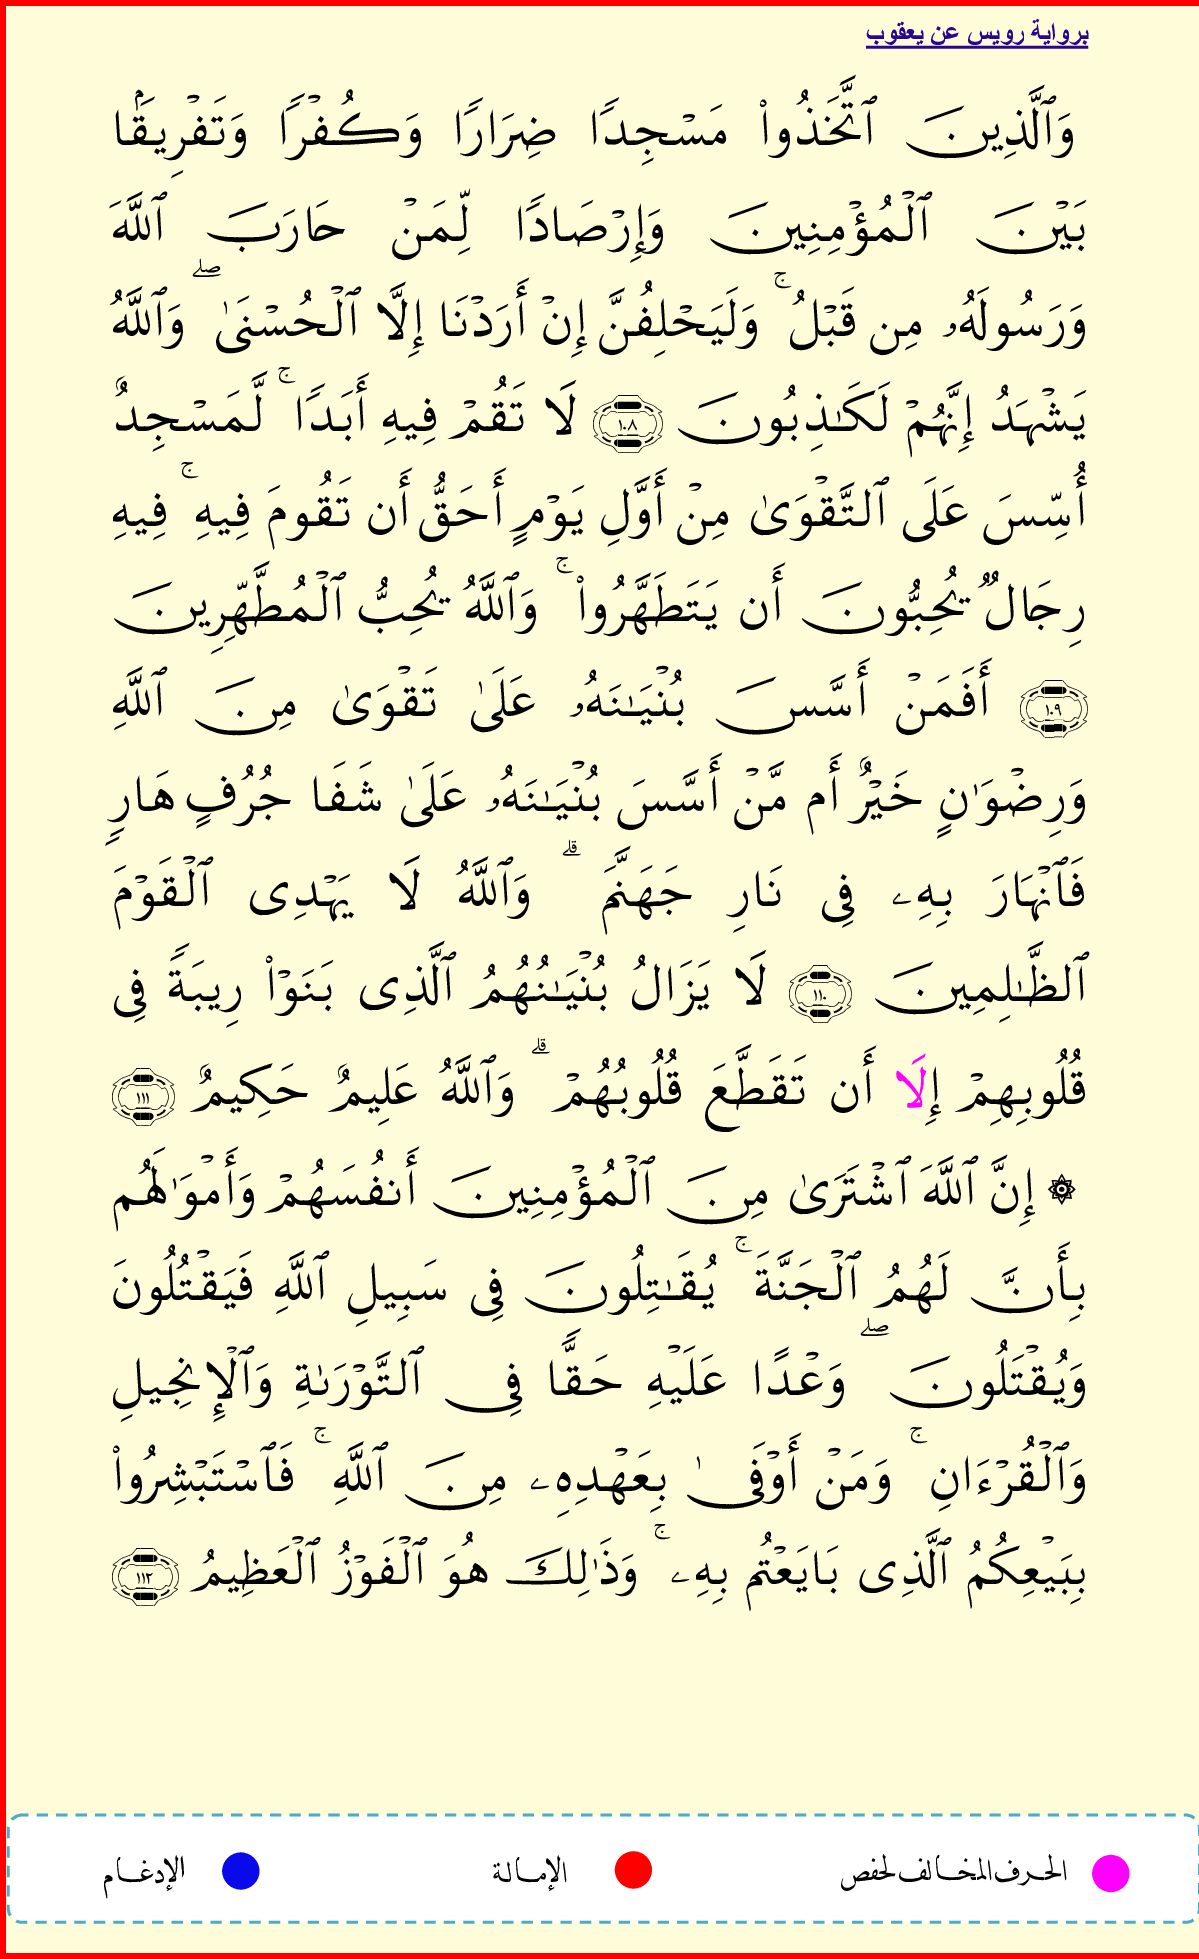 برواية رويس عن يعقوب
وَٱلَّذِينَ ٱتَّخَذُوا۟ مَسْجِدًا ضِرَارًا وَكُفْرًا وَتَفْرِيقًۢا
بَيْنَ ٱلْمُؤْمِنِينَ وَإِرْصَادًا لِّمَنْ حَارَبَ ٱللَّهَ
وَرَسُولَهُۥ مِن قَبْلُ ۚ وَلَيَحْلِفُنَّ إِنْ أَرَدْنَا إِلَّا ٱلْحُسْنَىٰ ۖ وَٱللَّهُ
يَشْهَدُ إِنَّهُمْ لَكَـٰذِبُونَ ١٠٨ لَا تَقُمْ فِيهِ أَبَدًا ۚ لَّمَسْجِدٌ
أُسِّسَ عَلَى ٱلتَّقْوَىٰ مِنْ أَوَّلِ يَوْمٍ أَحَقُّ أَن تَقُومَ فِيهِ ۚ فِيهِ
رِجَالٌ يُحِبُّونَ أَن يَتَطَهَّرُوا۟ ۚ وَٱللَّهُ يُحِبُّ ٱلْمُطَّهِّرِينَ
١٠٩ أَفَمَنْ أَسَّسَ بُنْيَـٰنَهُۥ عَلَىٰ تَقْوَىٰ مِنَ ٱللَّهِ
وَرِضْوَٰنٍ خَيْرٌ أَم مَّنْ أَسَّسَ بُنْيَـٰنَهُۥ عَلَىٰ شَفَا جُرُفٍ هَارٍ
فَٱنْهَارَ بِهِۦ فِى نَارِ جَهَنَّمَ ۗ وَٱللَّهُ لَا يَهْدِى ٱلْقَوْمَ
ٱلظَّـٰلِمِينَ ١١٠ لَا يَزَالُ بُنْيَـٰنُهُمُ ٱلَّذِى بَنَوْا۟ رِيبَةً فِى
قُلُوبِهِمْ إِلَا أَن تَقَطَّعَ قُلُوبُهُمْ ۗ وَٱللَّهُ عَلِيمٌ حَكِيمٌ ١١١
۞ إِنَّ ٱللَّهَ ٱشْتَرَىٰ مِنَ ٱلْمُؤْمِنِينَ أَنفُسَهُمْ وَأَمْوَٰلَهُم
بِأَنَّ لَهُمُ ٱلْجَنَّةَ ۚ يُقَـٰتِلُونَ فِى سَبِيلِ ٱللَّهِ فَيَقْتُلُونَ
وَيُقْتَلُونَ ۖ وَعْدًا عَلَيْهِ حَقًّا فِى ٱلتَّوْرَىٰةِ وَٱلْإِنجِيلِ
وَٱلْقُرْءَانِ ۚ وَمَنْ أَوْفَىٰ بِعَهْدِهِۦ مِنَ ٱللَّهِ ۚ فَٱسْتَبْشِرُوا۟
بِبَيْعِكُمُ ٱلَّذِى بَايَعْتُم بِهِۦ ۚ وَذَٰلِكَ هُوَ ٱلْفَوْزُ ٱلْعَظِيمُ ١١٢
الحرف المخالف لحفص الإمالة الإدغام